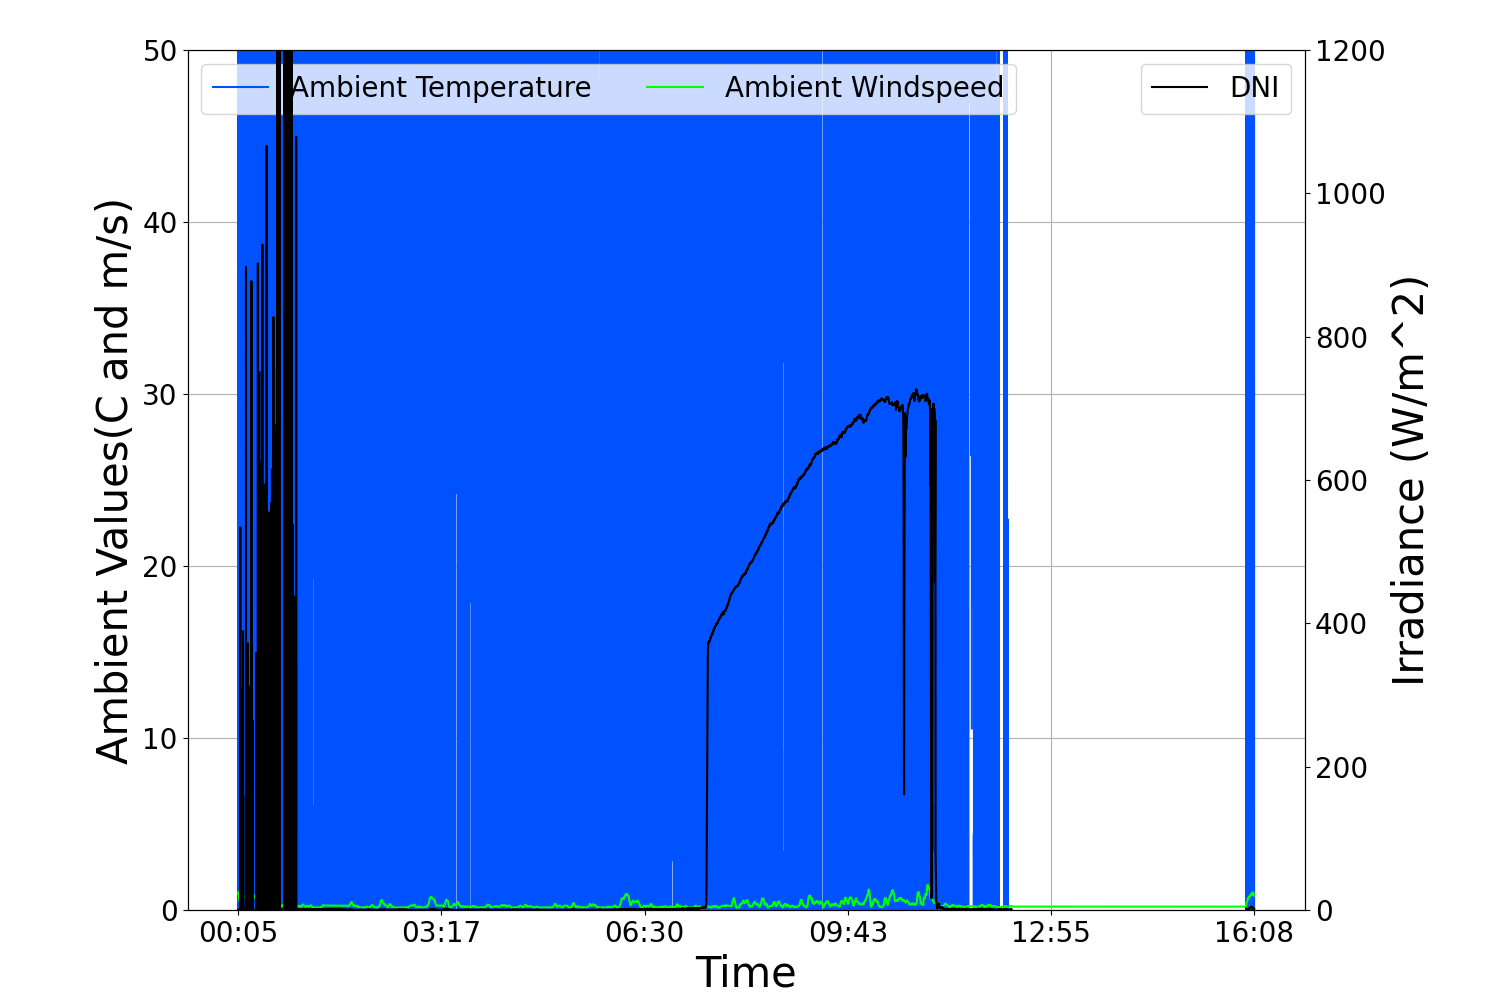 Ambient Temperature Ambient Windspeed DNI
50
40
30
20
10
0
Ambient Values(C and m/s)
1200
1000
800
600
400
200
0
Irradiance (W/m^2)
00:05 03:17 06:30 09:43 12:55 16:08
Time